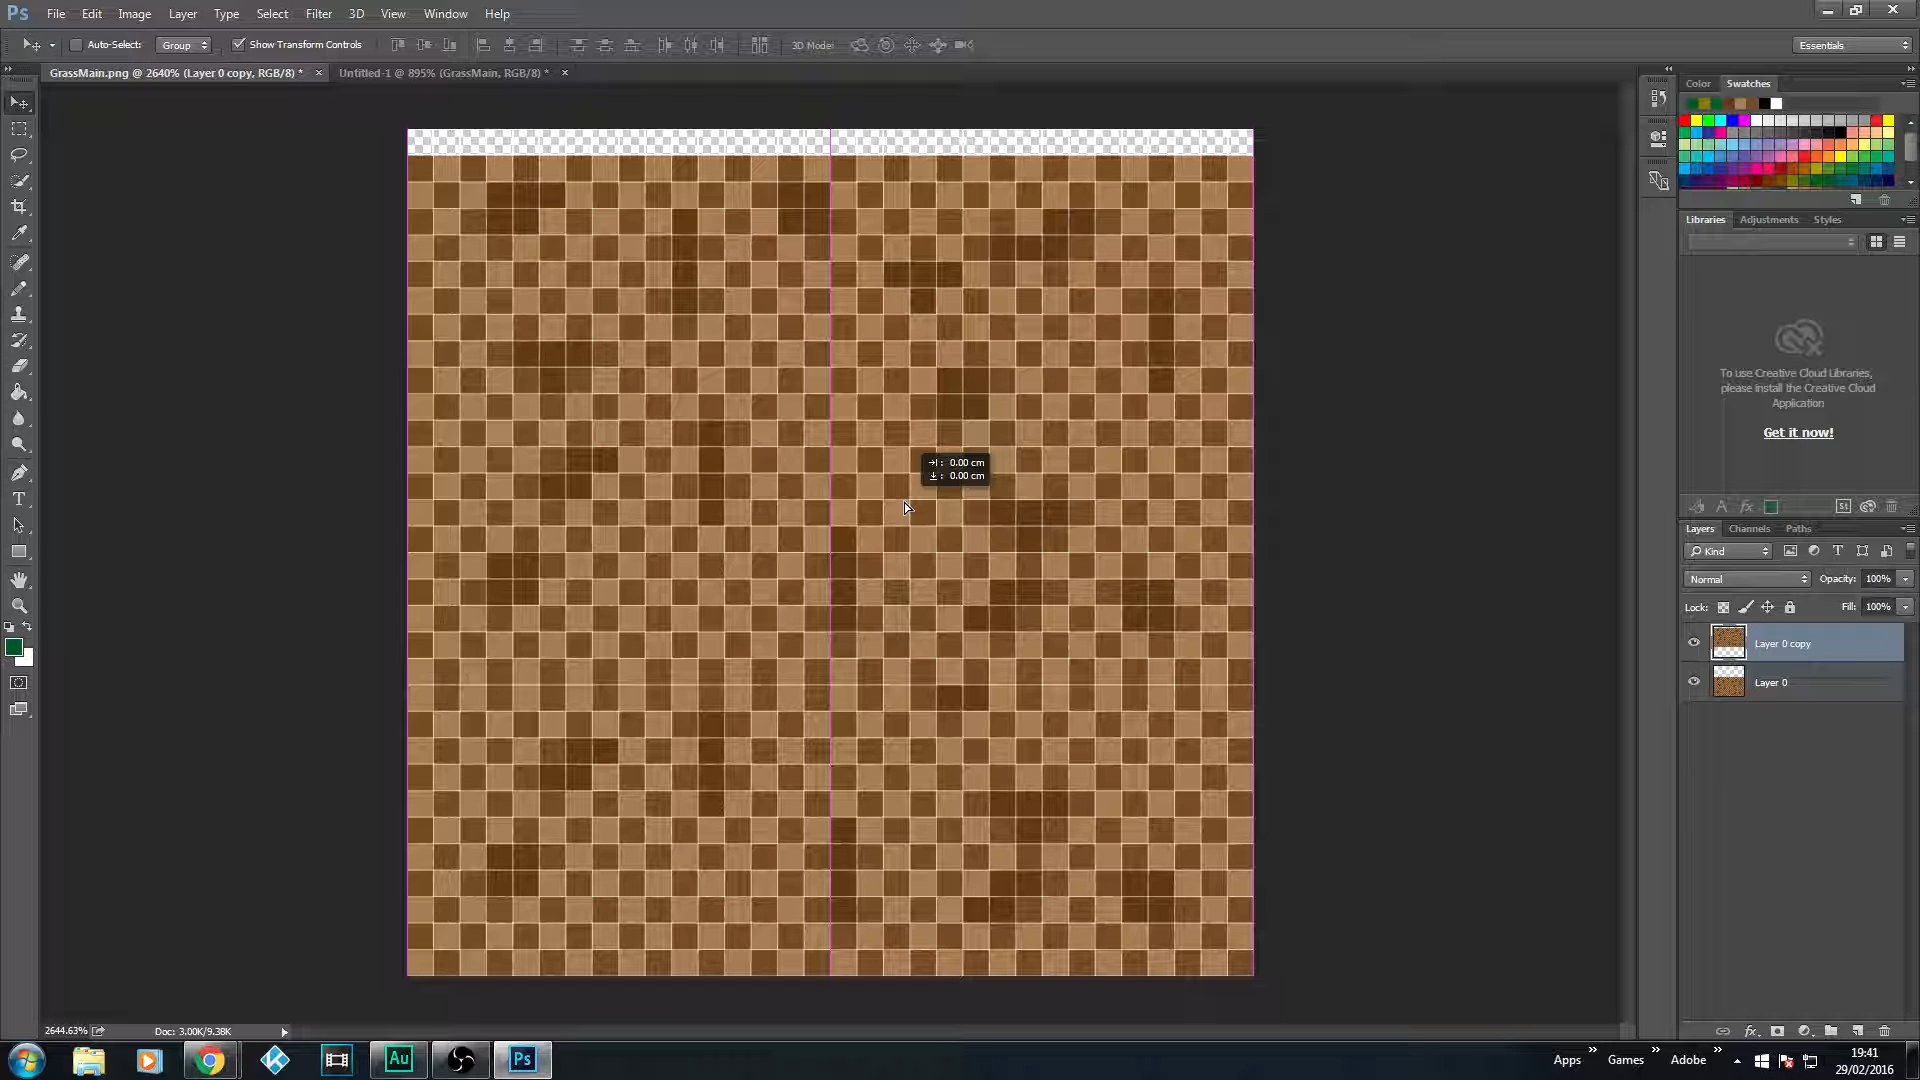 Ps File Edit Image Layer Type Select Filter 3D View Window Help
Auto-Select: Group Show Transform Controls 3D Mode: Essentials
GrassMain.png @ 2640% (Layer 0 copy, RGB/8) * × Untitled-1 @ 895% (GrassMain, RGB/8) * ×
Color Swatches
Libraries Adjustments Styles
To use Creative Cloud Libraries,
please install the Creative Cloud
Application
Get it now!
→|: 0.00 cm
: 0.00 cm
Layers Channels Paths
Kind
Normal Opacity: 100%
Lock: Fill: 100%
Layer 0 copy
Layer 0
2644.63% Doc: 3.00K/9.38K
Au Ps Apps Games Adobe
19:41
29/02/2016